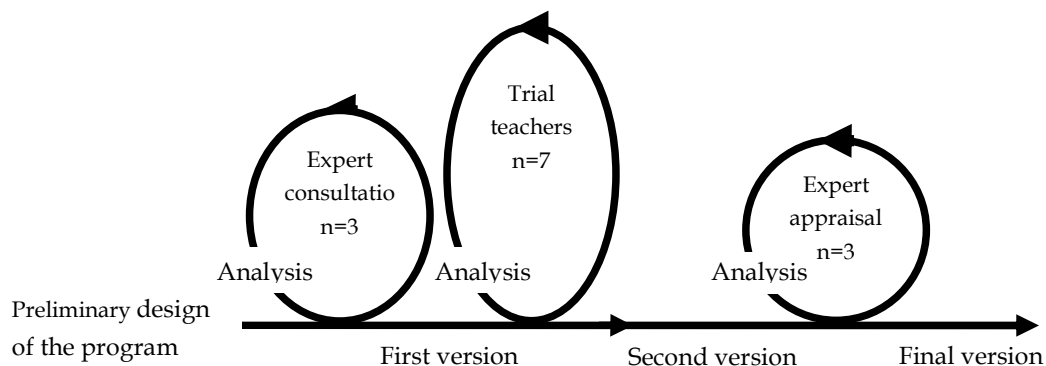 Trial
teachers
n=7
Expert
consultatio
n=3
Expert
appraisal
n=3
Analysis
Analysis
Analysis
Preliminary design
of the program
First version
Second version
Final version